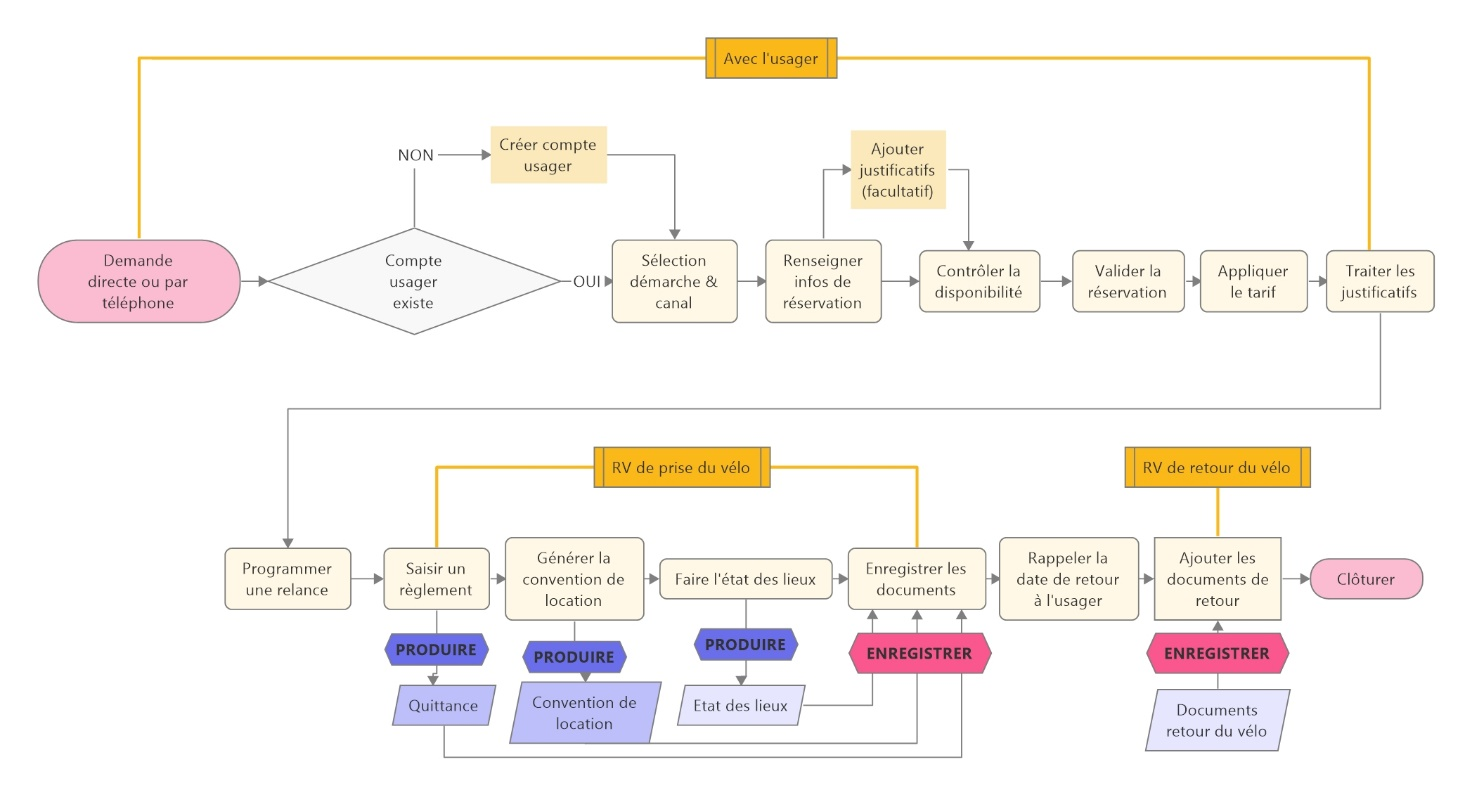 Avec l'usager
NON
Créer compte
usager
Ajouter
justificatifs
(facultatif)
Demande
directe ou par
téléphone
Compte
usager
existe
OUI
Sélection
démarche &
canal
Renseigner
infos de
réservation
Contrôler la
disponibilité
Valider la
réservation
Appliquer
le tarif
Traiter les
justificatifs
RV de prise du vélo
RV de retour du vélo
Programmer
une relance
Saisir un
règlement
Générer la
convention de
location
Faire l'état des lieux
Enregistrer les
documents
Rappeler la
date de retour
à l'usager
Ajouter les
documents de
retour
Clôturer
PRODUIRE
PRODUIRE
PRODUIRE
ENREGISTRER
ENREGISTRER
Quittance
Convention de
location
Etat des lieux
Documents
retour du vélo